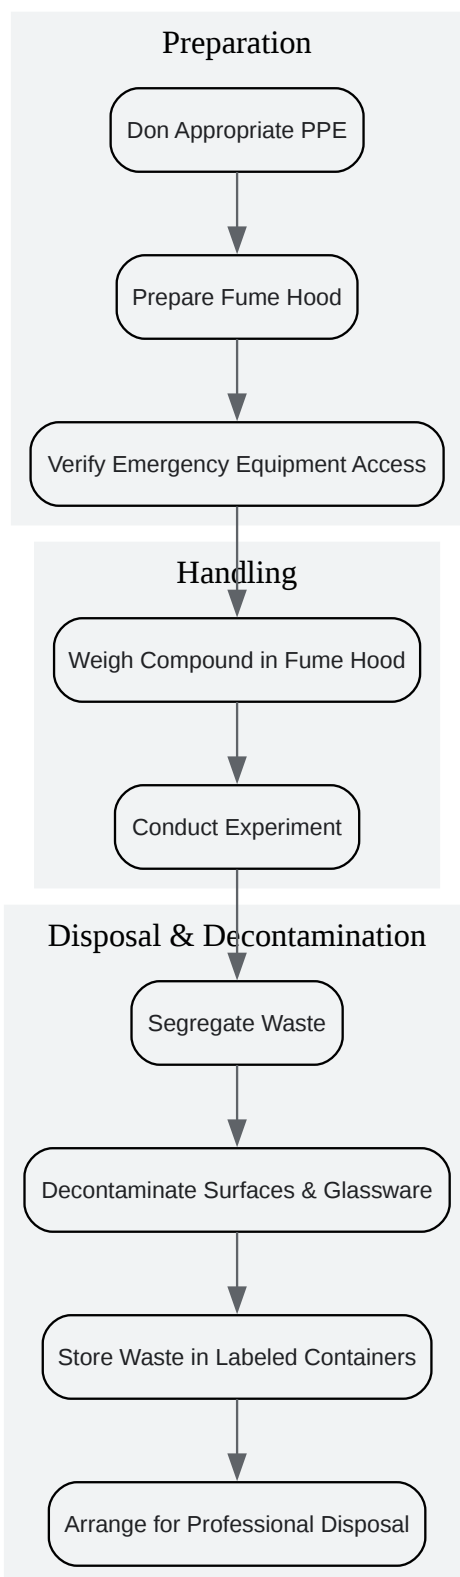 Preparation
Don Appropriate PPE
Prepare Fume Hood
Verify Emergency Equipment Access
Handling
Weigh Compound in Fume Hood
Conduct Experiment
Disposal & Decontamination
Segregate Waste
Decontaminate Surfaces & Glassware
Store Waste in Labeled Containers
Arrange for Professional Disposal